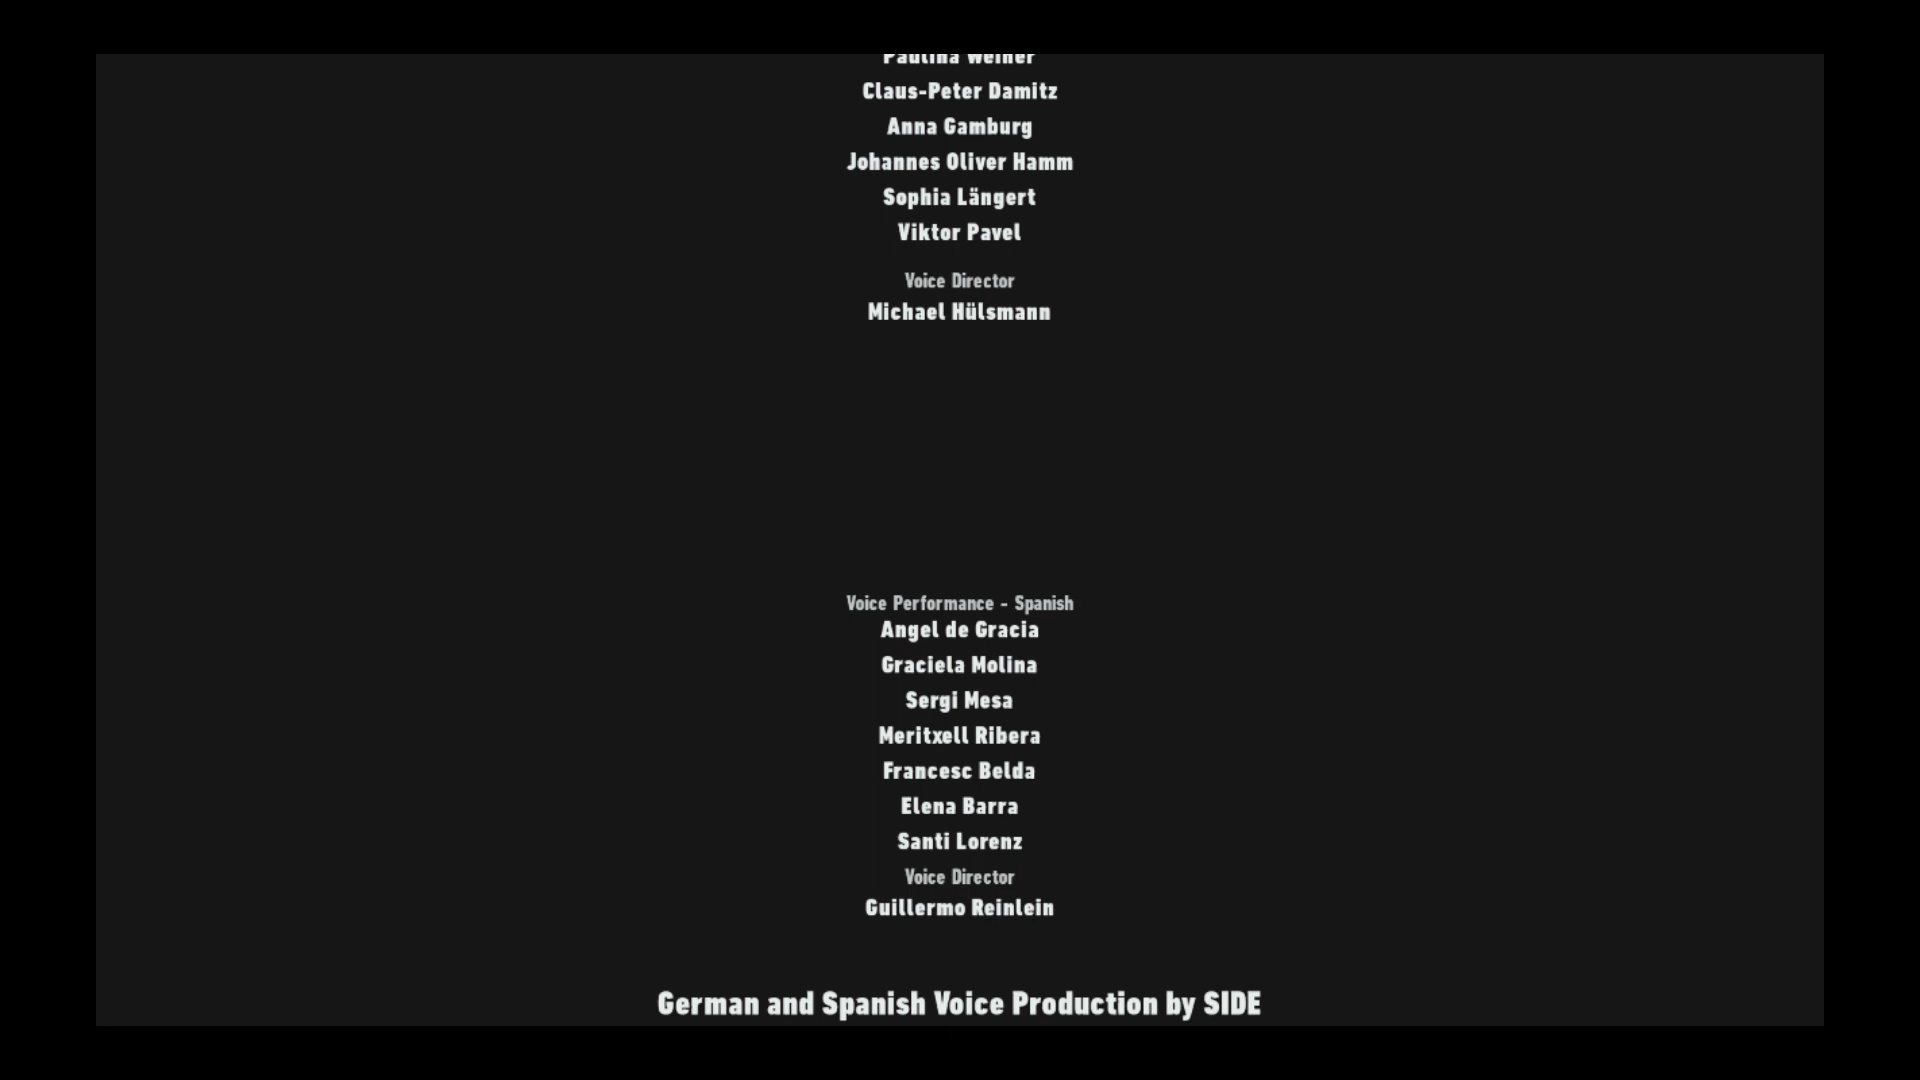 Paulina Weiner
Claus-Peter Damitz
Anna Gamburg
Johannes Oliver Hamm
Sophia Längert
Viktor Pavel
Voice Director
Michael Hülsmann
Voice Performance - Spanish
Angel de Gracia
Graciela Molina
Sergi Mesa
Meritxell Ribera
Francesc Belda
Elena Barra
Santi Lorenz
Voice Director
Guillermo Reinlein
German and Spanish Voice Production by SIDE